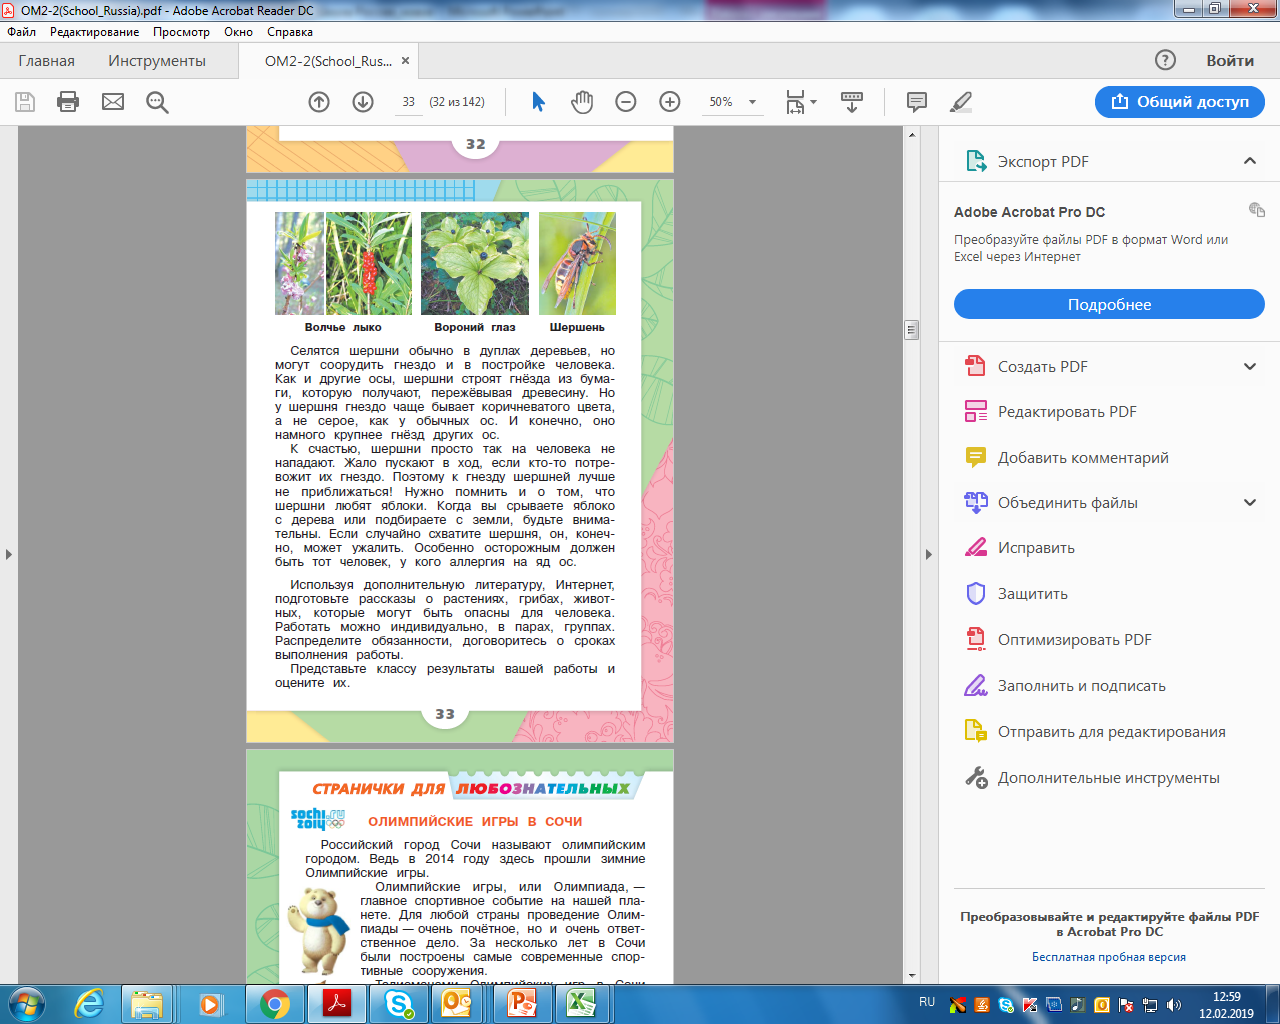 OM2-2(School_Russia).pdf - Adobe Acrobat Reader DC
Файл Редактирование Просмотр Окно Справка
Главная Инструменты OM2-2(School_Rus... × Войти
33 (32 из 142) 50% Общий доступ
32
Волчье лыко Вороний глаз Шершень
Селятся шершни обычно в дуплах деревьев, но
могут соорудить гнездо и в постройке человека.
Как и другие осы, шершни строят гнёзда из бума-
ги, которую получают, пережёвывая древесину. Но
у шершня гнездо чаще бывает коричневатого цвета,
а не серое, как у обычных ос. И конечно, оно
намного крупнее гнёзд других ос.
К счастью, шершни просто так на человека не
нападают. Жало пускают в ход, если кто-то потре-
вожит их гнездо. Поэтому к гнезду шершней лучше
не приближаться! Нужно помнить и о том, что
шершни любят яблоки. Когда вы срываете яблоко
с дерева или подбираете с земли, будьте внима-
тельны. Если случайно схватите шершня, он, конеч-
но, может ужалить. Особенно осторожным должен
быть тот человек, у кого аллергия на яд ос.
Используя дополнительную литературу, Интернет,
подготовьте рассказы о растениях, грибах, живот-
ных, которые могут быть опасны для человека.
Работать можно индивидуально, в парах, группах.
Распределите обязанности, договоритесь о сроках
выполнения работы.
Представьте классу результаты вашей работы и
оцените их.
33
СТРАНИЧКИ ДЛЯ ЛЮБОЗНАТЕЛЬНЫХ
sochi.ru
2014
ОЛИМПИЙСКИЕ ИГРЫ В СОЧИ
Российский город Сочи называют олимпийским
городом. Ведь в 2014 году здесь прошли зимние
Олимпийские игры.
Олимпийские игры, или Олимпиада, —
главное спортивное событие на нашей пла-
нете. Для любой страны проведение Олим-
пиады — очень почётное, но и очень ответ-
ственное дело. За несколько лет в Сочи
были построены самые современные спор-
тивные сооружения.
Талисманами Олимпийских игр в Сочи
Экспорт PDF
Adobe Acrobat Pro DC
Преобразуйте файлы PDF в формат Word или
Excel через Интернет
Подробнее
Создать PDF
Редактировать PDF
Добавить комментарий
Объединить файлы
Исправить
Защитить
Оптимизировать PDF
Заполнить и подписать
Отправить для редактирования
Дополнительные инструменты
Преобразовывайте и редактируйте файлы PDF
в Acrobat Pro DC
Бесплатная пробная версия
RU
12:59
12.02.2019